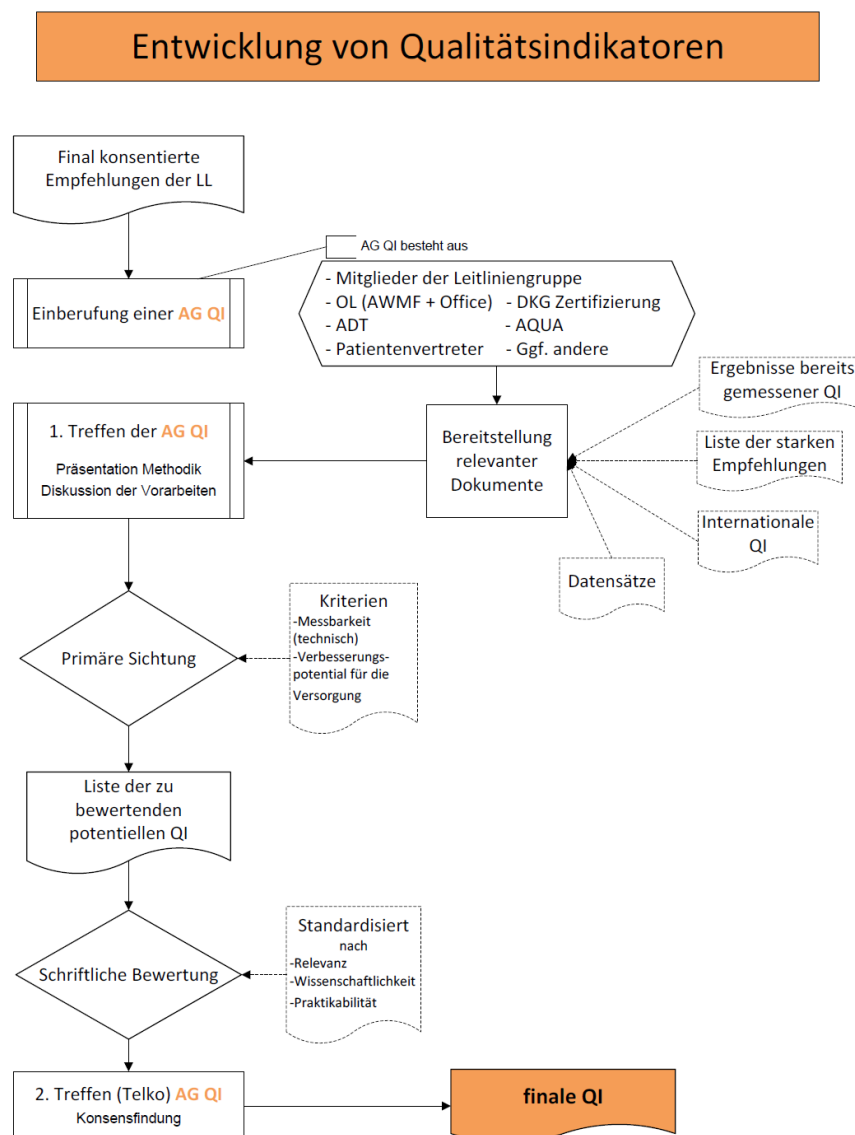 Entwicklung von Qualitätsindikatoren
Final konsentierte
Empfehlungen der LL
AG QI besteht aus
Einberufung einer AG QI
- Mitglieder der Leitliniengruppe
- OL (AWMF + Office) - DKG Zertifizierung
- ADT - AQUA
- Patientenvertreter - Ggf. andere
Ergebnisse bereits
gemessener QI
Liste der starken
Empfehlungen
Internationale
QI
Datensätze
Bereitstellung
relevanter
Dokumente
1. Treffen der AG QI
Präsentation Methodik
Diskussion der Vorarbeiten
Primäre Sichtung
Kriterien
-Messbarkeit
(technisch)
-Verbesserungs-
potential für die
Versorgung
Liste der zu
bewertenden
potentiellen QI
Schriftliche Bewertung
Standardisiert
nach
-Relevanz
-Wissenschaftlichkeit
-Praktikabilität
2. Treffen (Telko) AG QI
Konsensfindung
finale QI